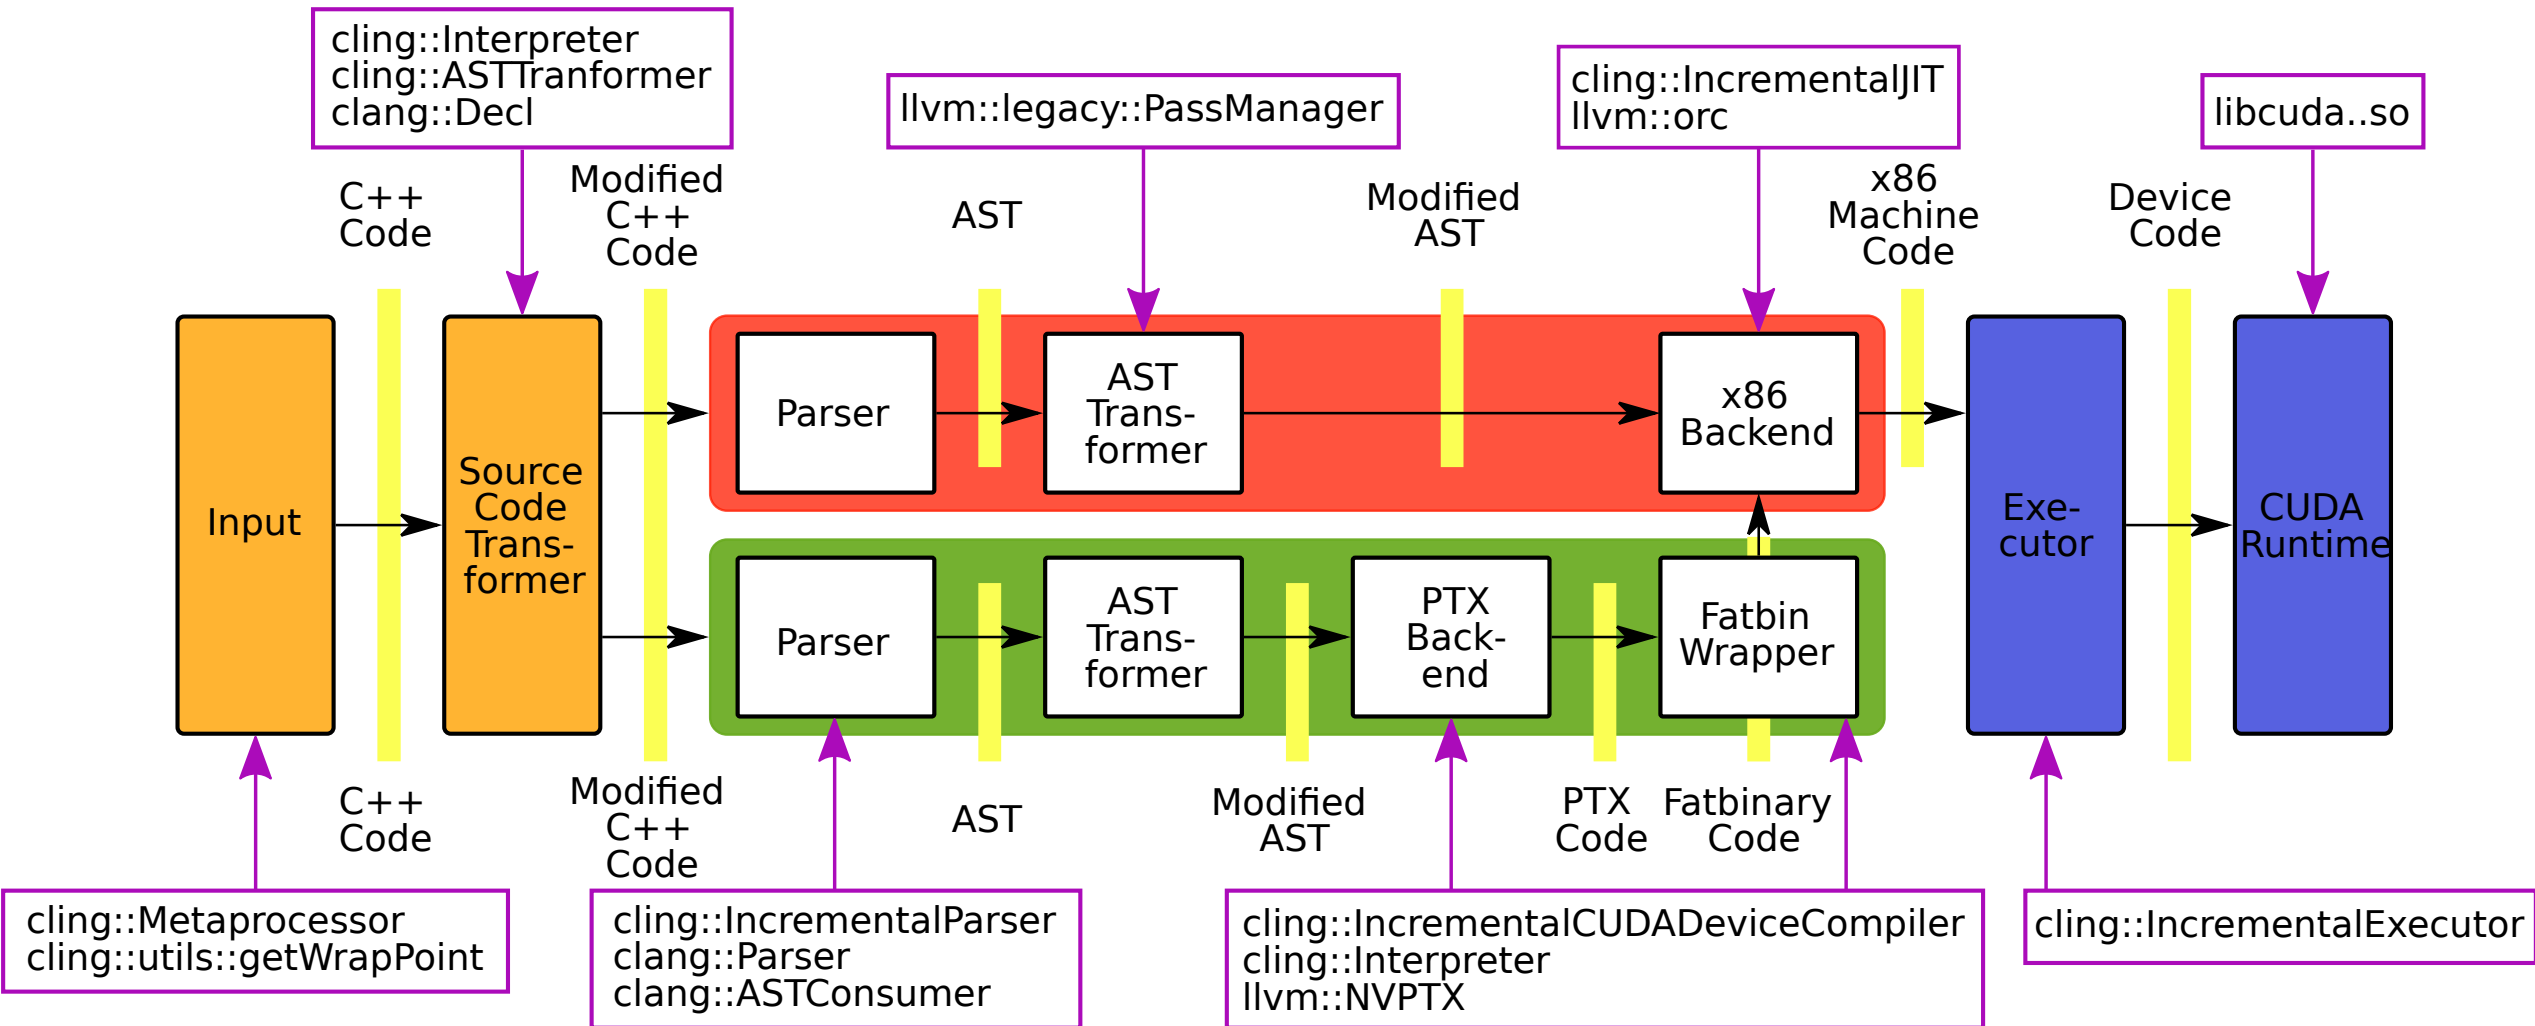 cling::Interpreter
cling::ASTTranformer
clang::Decl
llvm::legacy::PassManager
cling::IncrementalJIT
llvm::orc
libcuda..so
C++
Code
Modified
C++
Code
AST
Modified
AST
x86
Machine
Code
Device
Code
Input
Source
Code
Trans-
former
Parser
AST
Trans-
former
x86
Backend
Parser
AST
Trans-
former
PTX
Back-
end
Fatbin
Wrapper
Exe-
cutor
CUDA
Runtime
C++
Code
Modified
C++
Code
AST
Modified
AST
PTX
Code
Fatbinary
Code
cling::Metaprocessor
cling::utils::getWrapPoint
cling::IncrementalParser
clang::Parser
clang::ASTConsumer
cling::IncrementalCUDADeviceCompiler
cling::Interpreter
llvm::NVPTX
cling::IncrementalExecutor